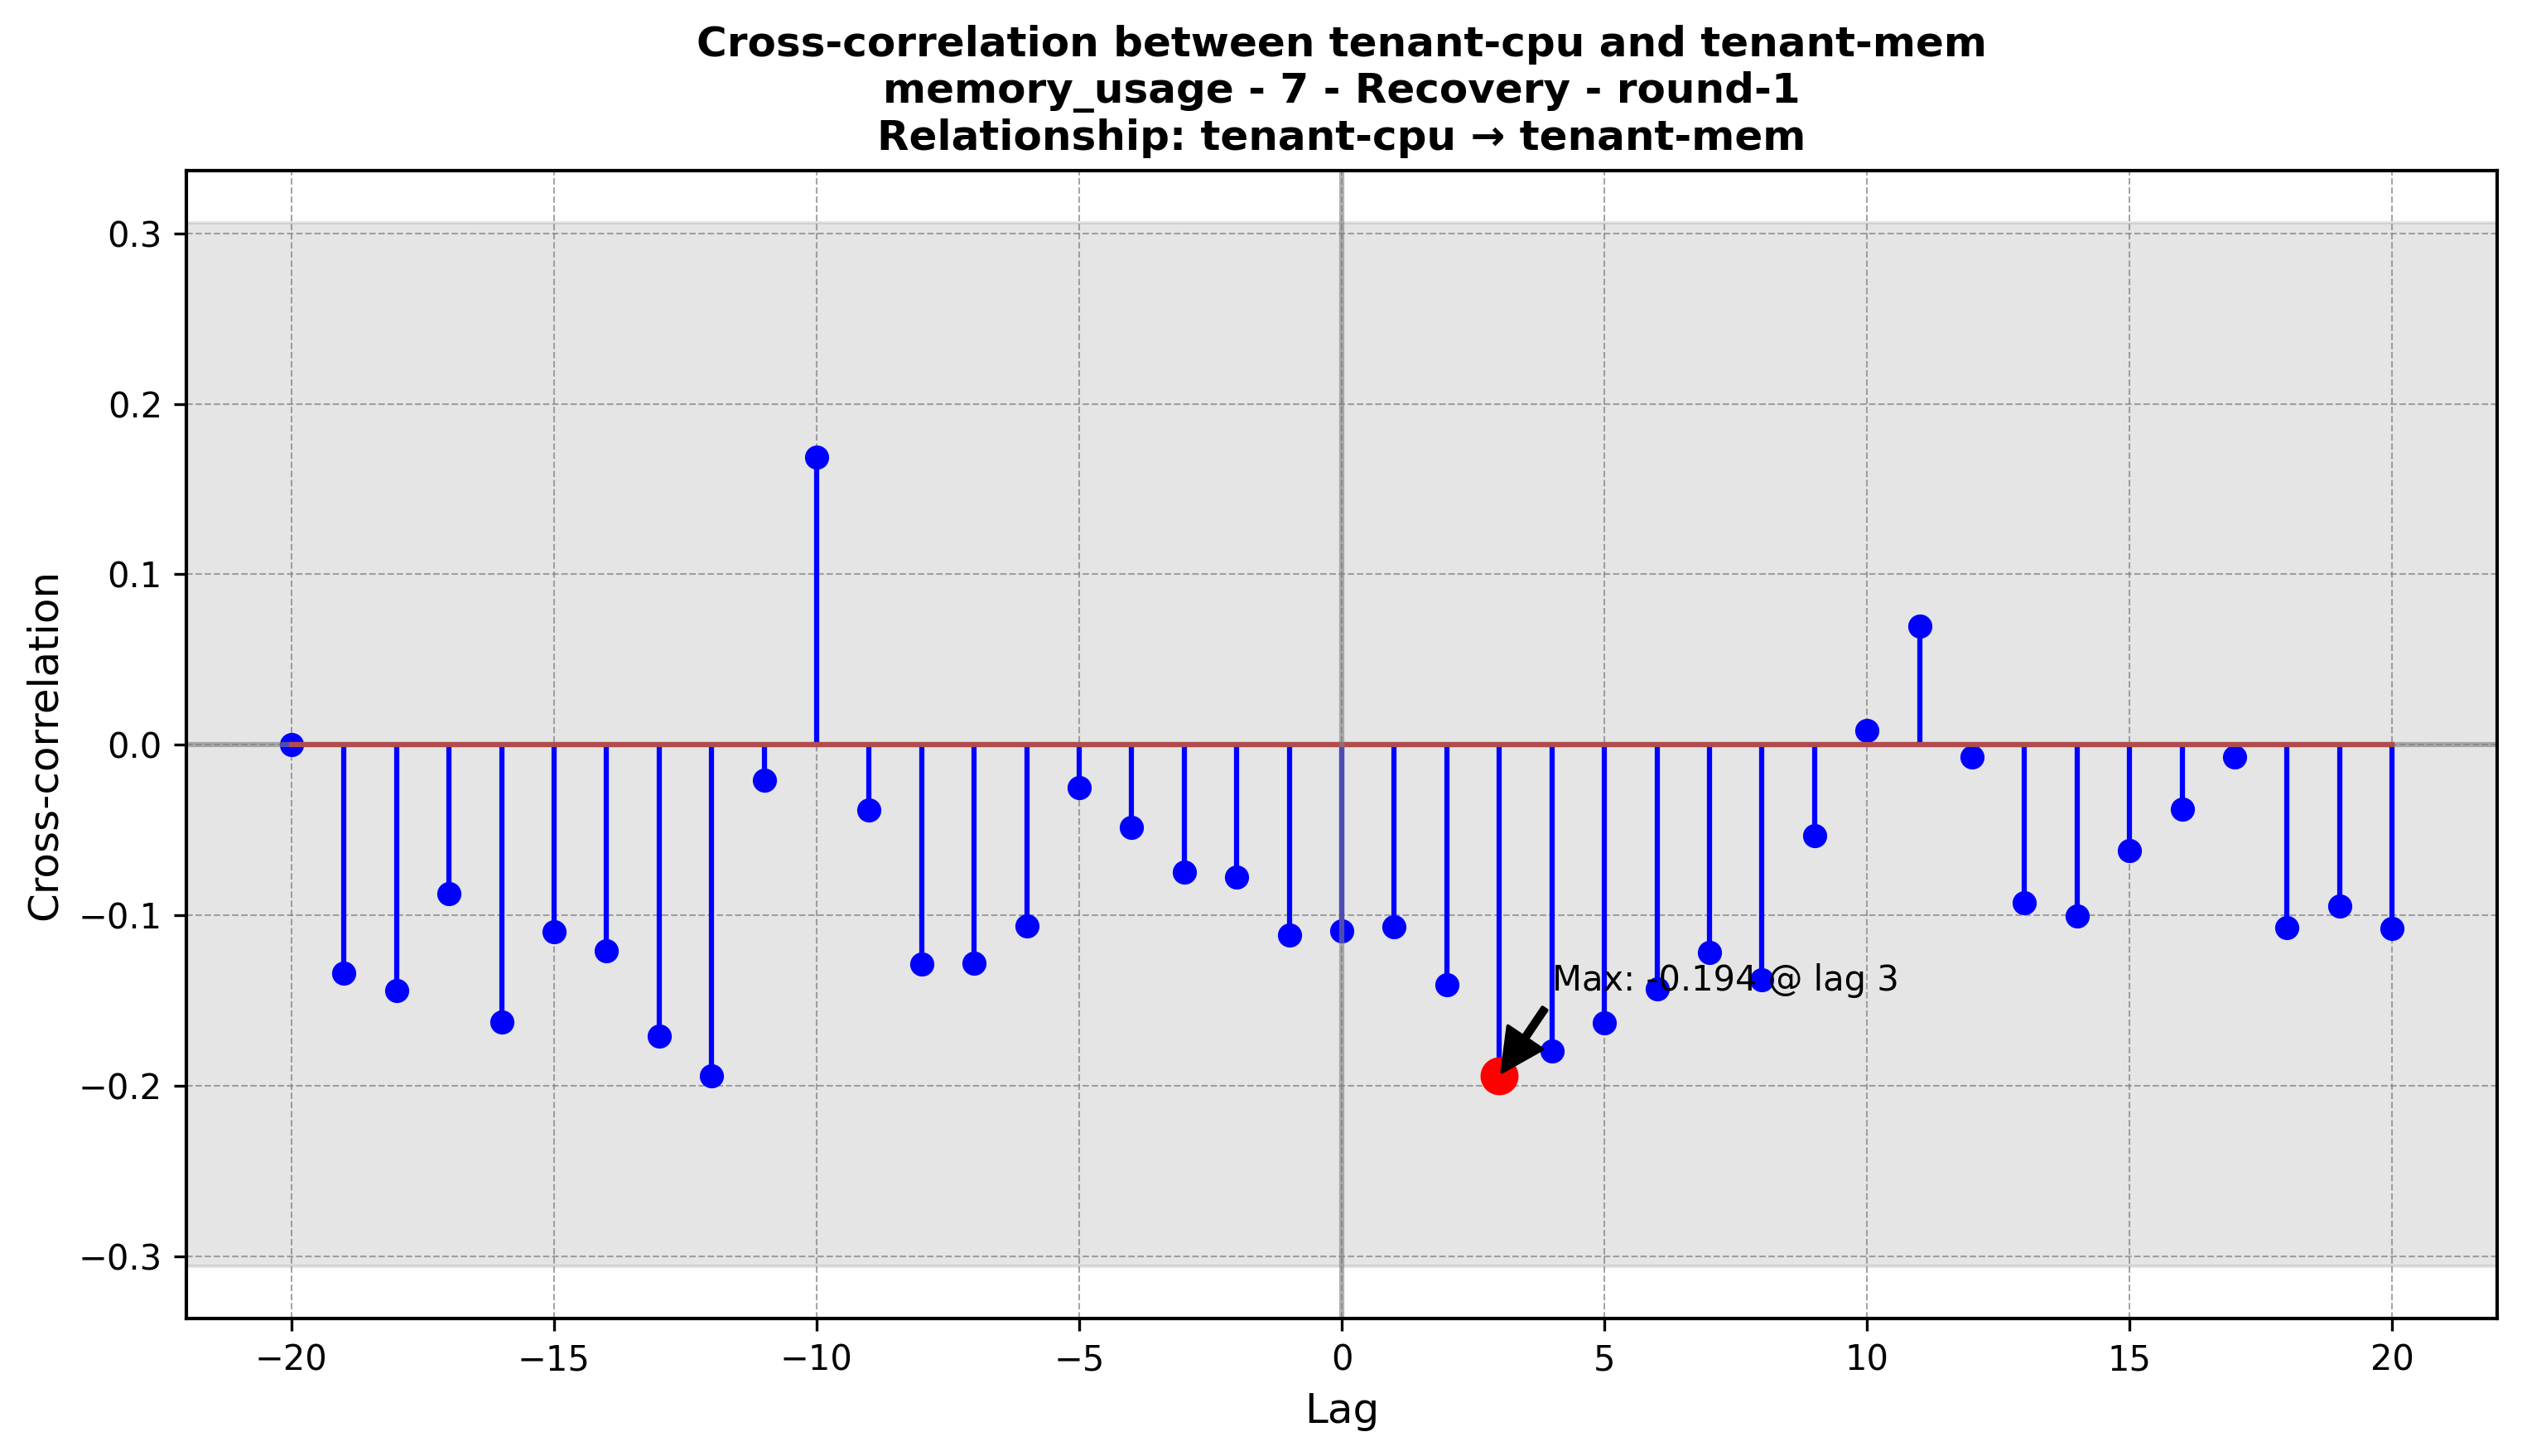 Cross-correlation between tenant-cpu and tenant-mem
memory_usage - 7 - Recovery - round-1
Relationship: tenant-cpu → tenant-mem
Cross-correlation
0.3
0.2
0.1
0.0
−0.1
−0.2
−0.3
Max: -0.194 @ lag 3
−20 −15 −10 −5 0 5 10 15 20
Lag